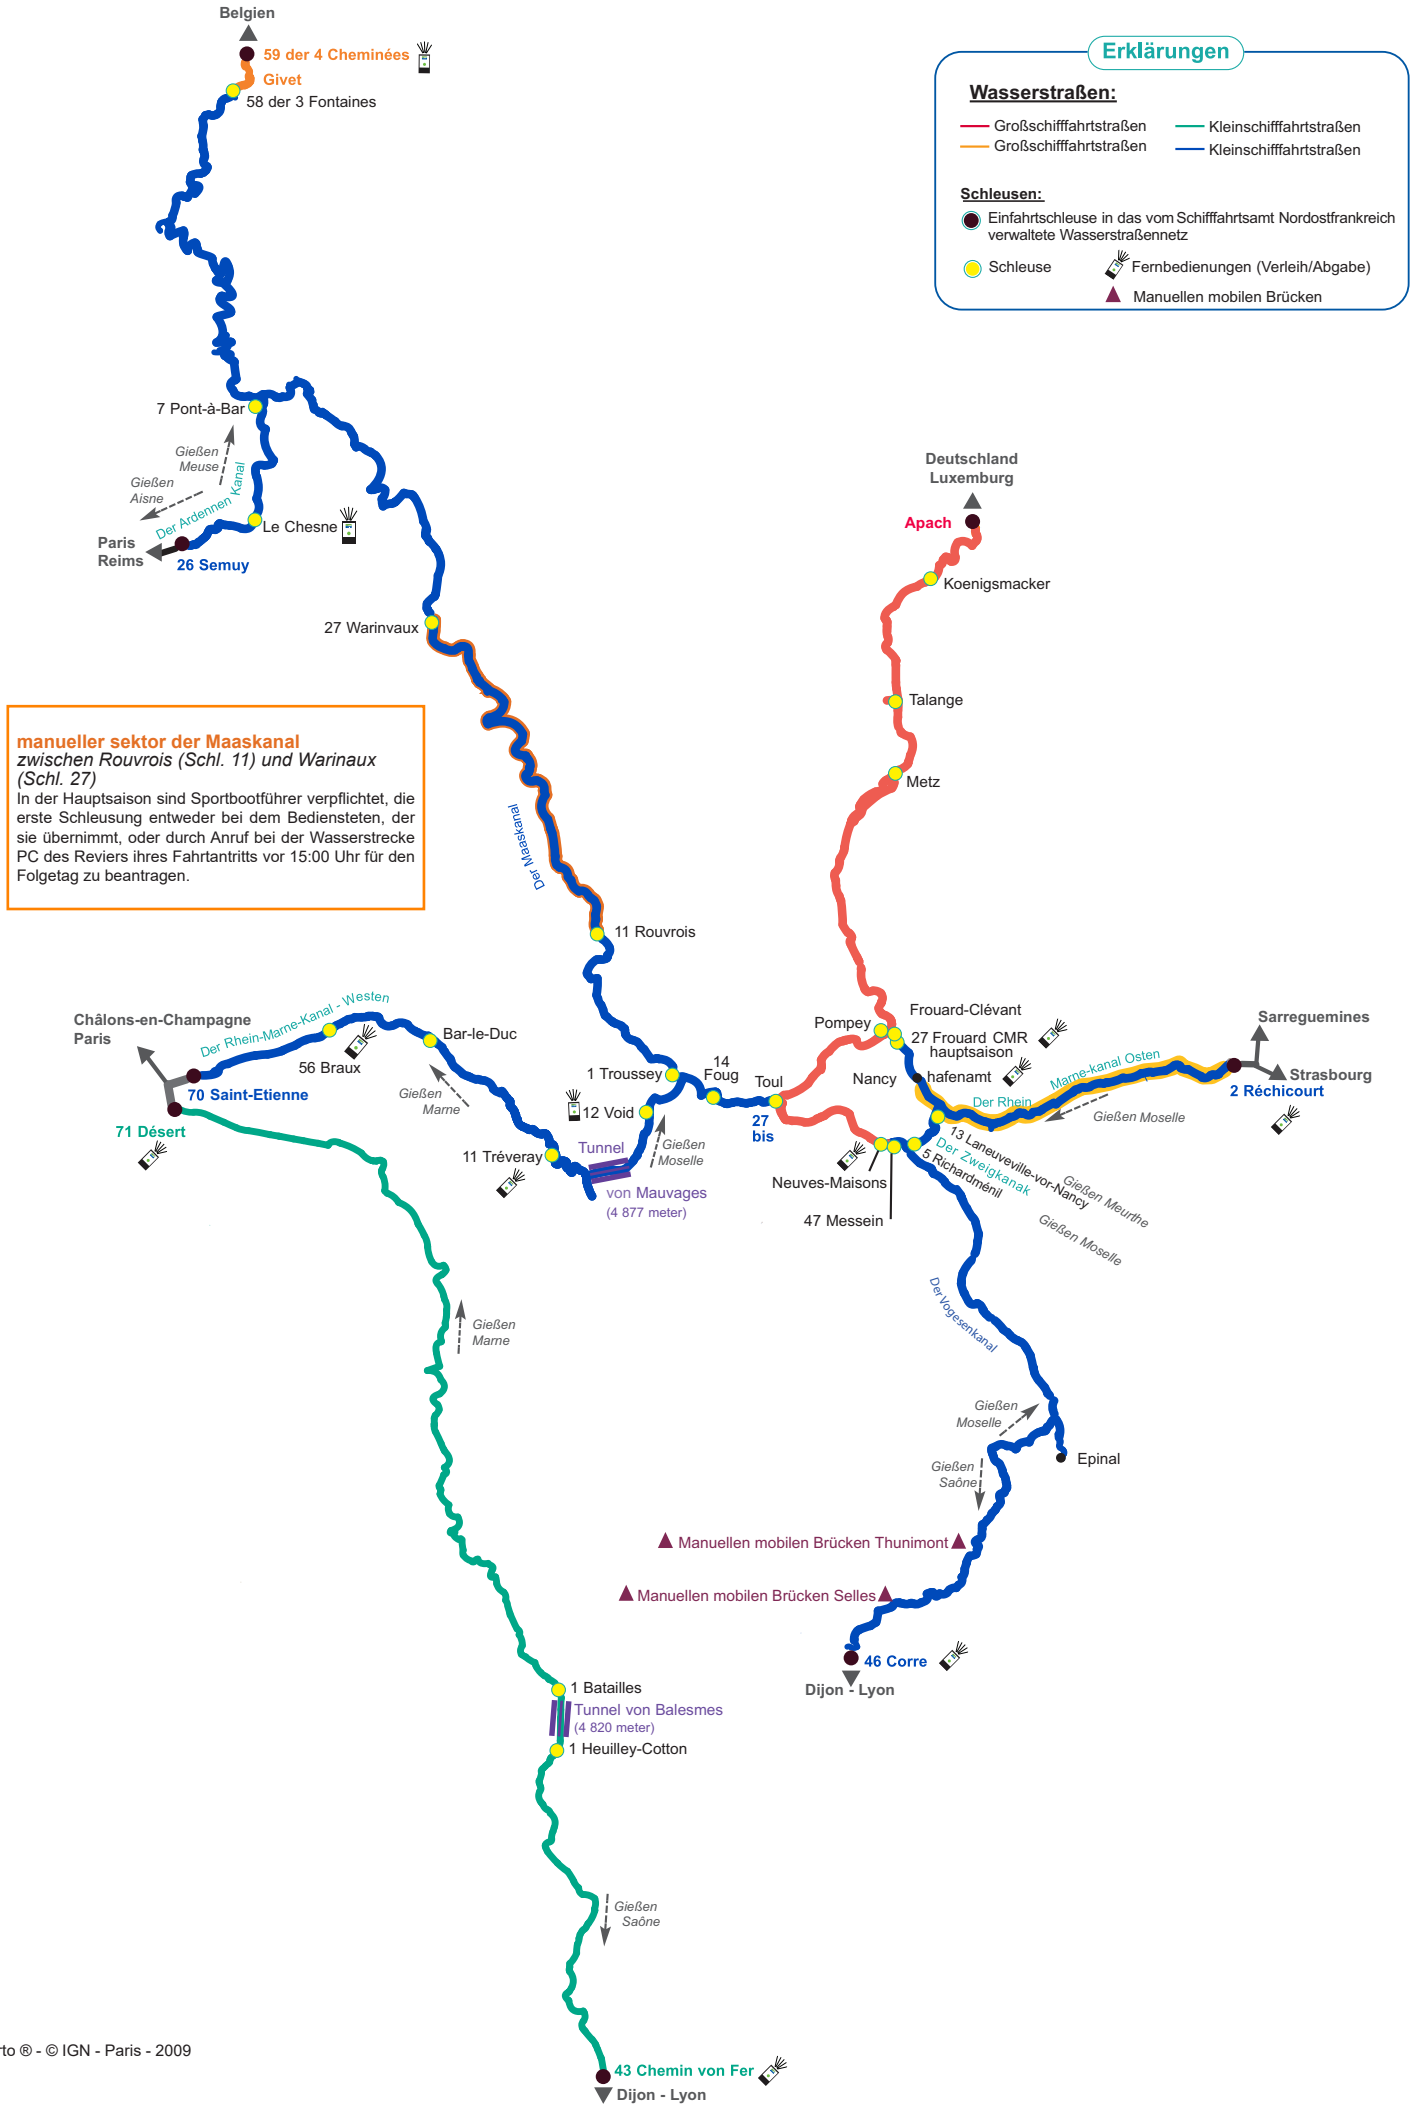 Belgien
59 der 4 Cheminées
Givet
58 der 3 Fontaines
Erklärungen
Wasserstraßen:
Großschifffahrtstraßen
Kleinschifffahrtstraßen
Großschifffahrtstraßen
Kleinschifffahrtstraßen
Schleusen:
Einfahrtschleuse in das vom Schifffahrtsamt Nordostfrankreich
verwaltete Wasserstraßennetz
Schleuse
Fernbedienungen (Verleih/Abgabe)
Manuellen mobilen Brücken
7 Pont-à-Bar
Gießen
Meuse
Gießen
Aisne
Der Ardennen Kanal
Le Chesne
Paris
Reims
26 Semuy
Deutschland
Luxemburg
Apach
Koenigsmacker
27 Warinvaux
Talange
Metz
manueller sektor der Maaskanal
zwischen Rouvrois (Schl. 11) und Warinaux
(Schl. 27)
In der Hauptsaison sind Sportbootführer verpflichtet, die
erste Schleusung entweder bei dem Bediensteten, der
sie übernimmt, oder durch Anruf bei der Wasserstrecke
PC des Reviers ihres Fahrtantritts vor 15:00 Uhr für den
Folgetag zu beantragen.
Der Maaskanal
11 Rouvrois
Châlons-en-Champagne
Paris
Der Rhein-Marne-Kanal - Westen
56 Braux
Bar-le-Duc
70 Saint-Etienne
71 Désert
Gießen
Marne
11 Tréveray
Tunnel
von Mauvages
(4 877 meter)
12 Void
Gießen
Moselle
1 Troussey
14
Foug
Toul
27
bis
Pompey
Frouard-Clévant
27 Frouard CMR
hauptsaison
Nancy
hafenamt
Der Rhein
Marne-kanal Osten
Gießen Moselle
Sarreguemines
Strasbourg
2 Réchicourt
13 Laneuveville-vor-Nancy
Der Zweigkanak
5 Richardménil
Gießen Meurthe
Gießen Moselle
Neuves-Maisons
47 Messein
Der Vogesenkanal
Gießen
Marne
Gießen
Moselle
Epinal
Gießen
Saône
Manuellen mobilen Brücken Thunimont
Manuellen mobilen Brücken Selles
46 Corre
Dijon - Lyon
1 Batailles
Tunnel von Balesmes
(4 820 meter)
1 Heuilley-Cotton
Gießen
Saône
rto ® - © IGN - Paris - 2009
43 Chemin von Fer
Dijon - Lyon